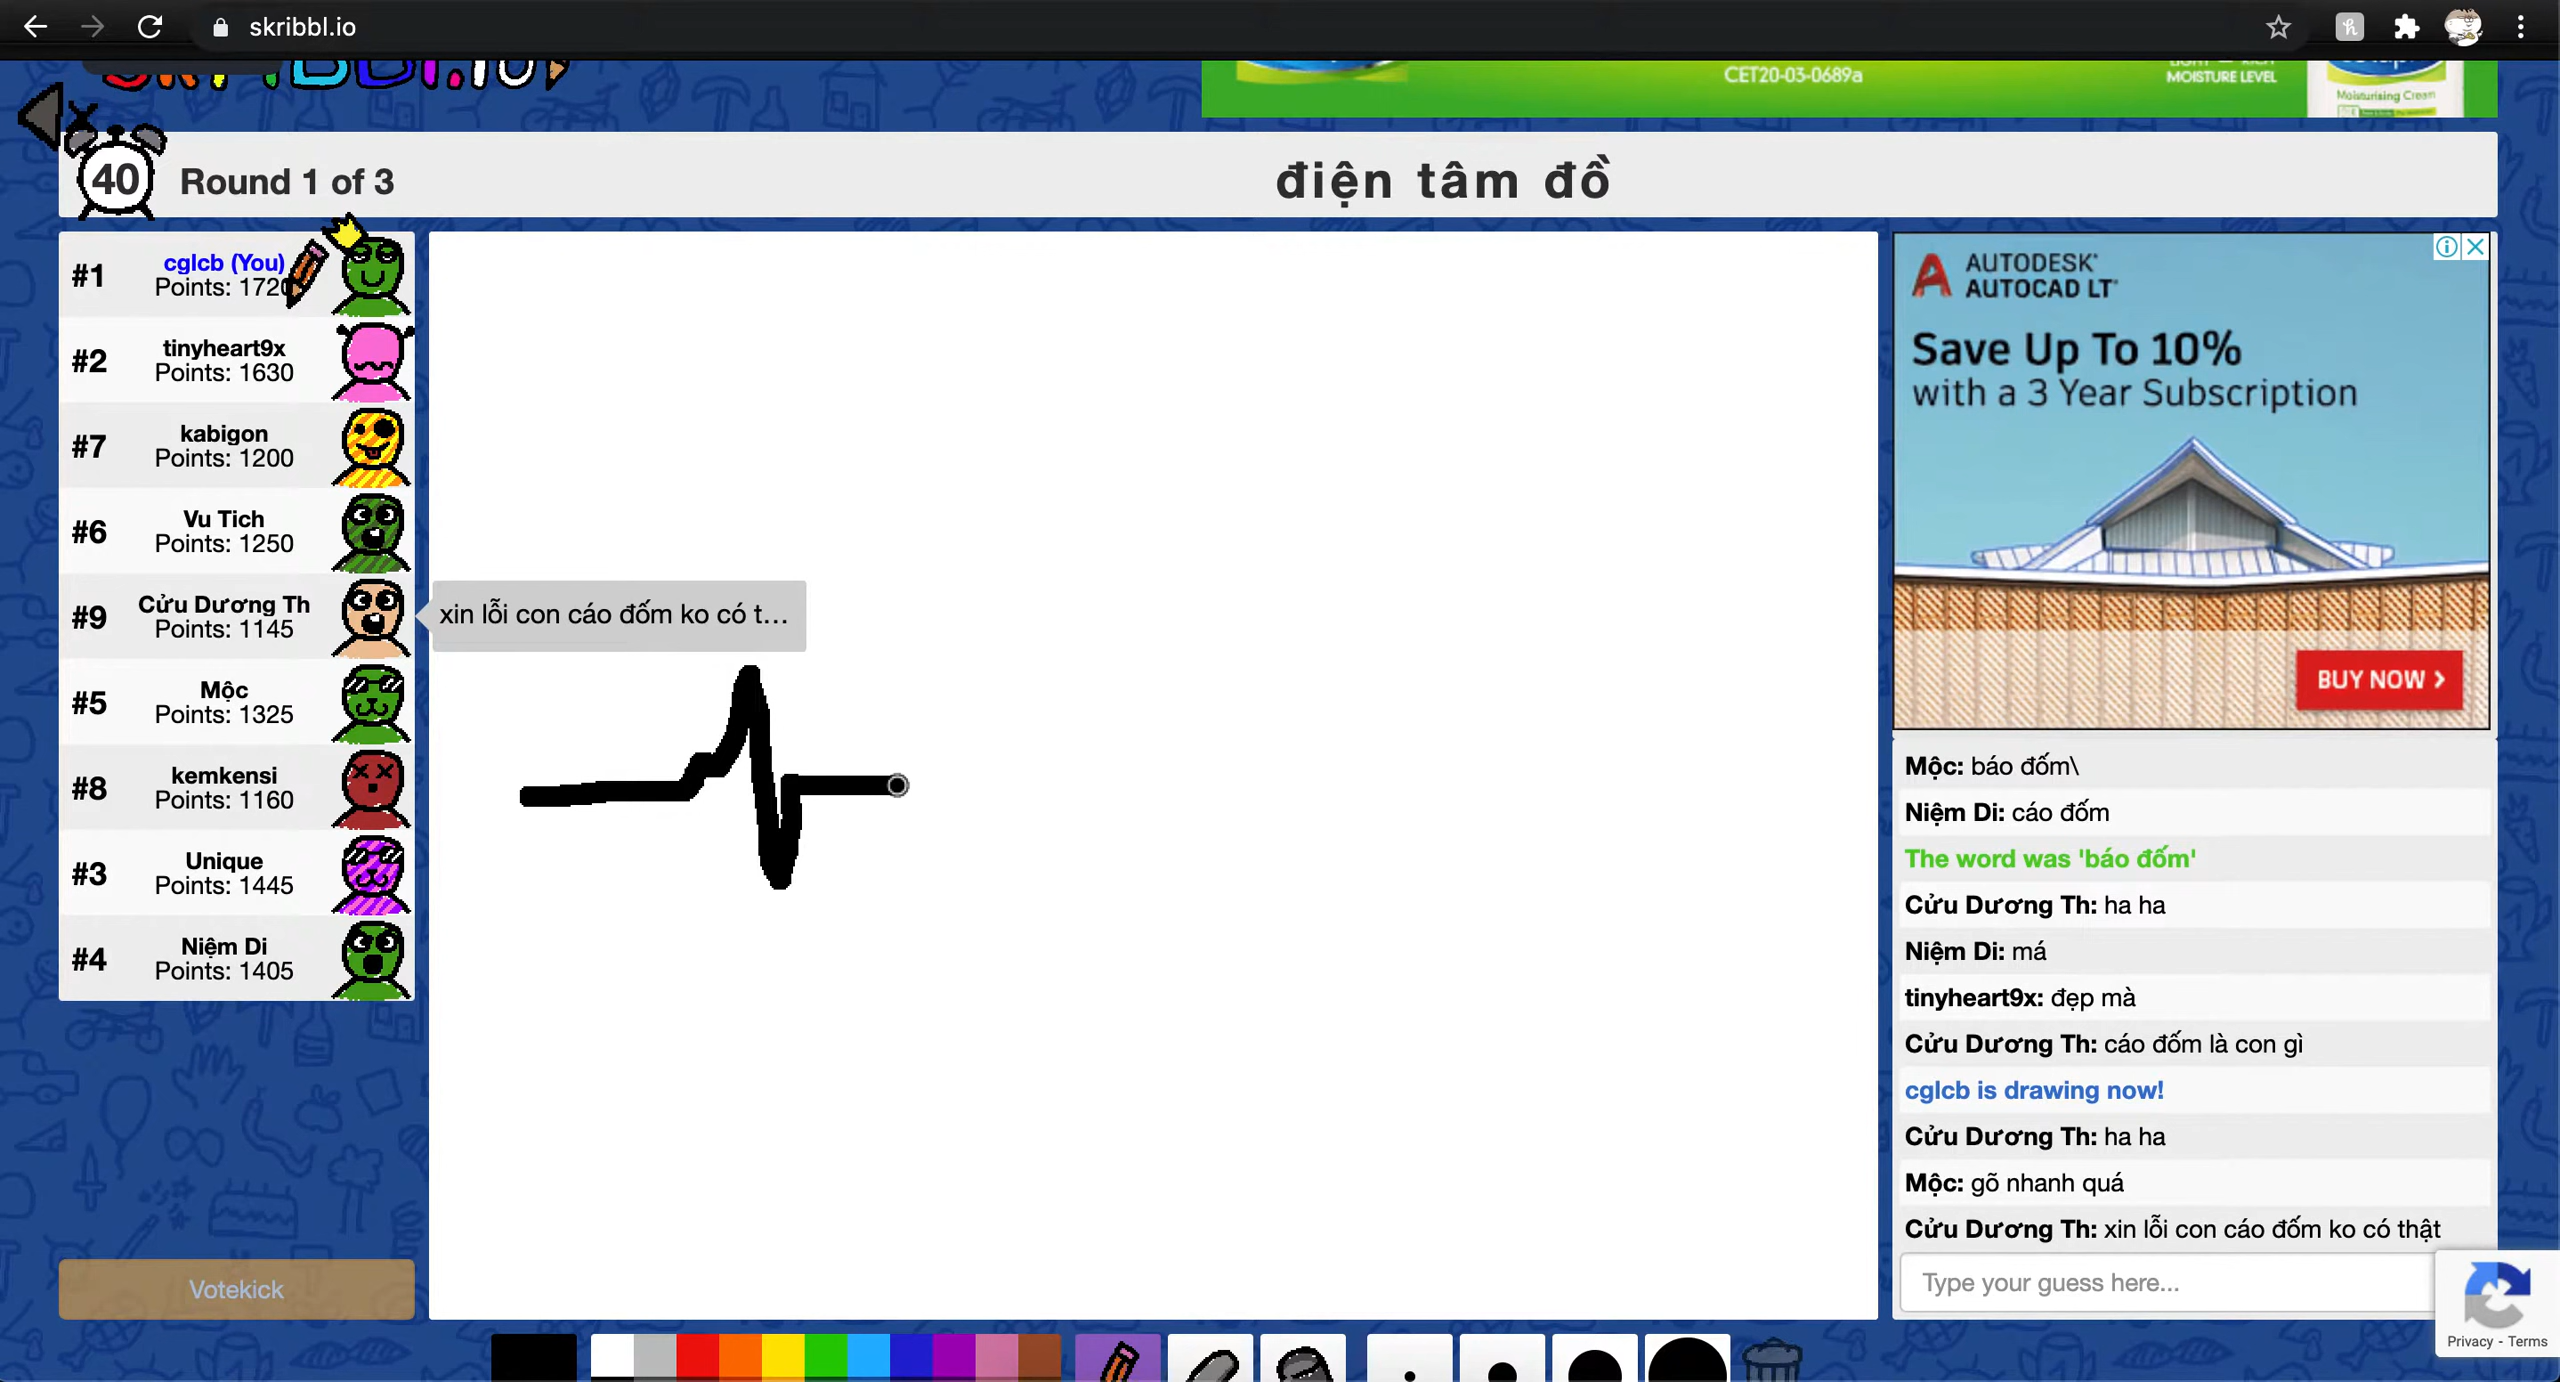 skribbl.io
CET20-03-0689a
MOISTURE LEVEL
Moisturising Cream
40
Round 1 of 3
điện tâm đồ
#1
cglcb (You)
Points: 1720
#2
tinyheart9x
Points: 1630
#7
kabigon
Points: 1200
#6
Vu Tich
Points: 1250
#9
Cửu Dương Th
Points: 1145
xin lỗi con cáo đốm ko có t...
#5
Mộc
Points: 1325
#8
kemkensi
Points: 1160
#3
Unique
Points: 1445
#4
Niệm Di
Points: 1405
Votekick
AUTODESK®
AUTOCAD LT®
Save Up To 10%
with a 3 Year Subscription
BUY NOW >
Mộc: báo đốm\
Niệm Di: cáo đốm
The word was 'báo đốm'
Cửu Dương Th: ha ha
Niệm Di: má
tinyheart9x: đẹp mà
Cửu Dương Th: cáo đốm là con gì
cglcb is drawing now!
Cửu Dương Th: ha ha
Mộc: gõ nhanh quá
Cửu Dương Th: xin lỗi con cáo đốm ko có thật
Type your guess here...
Privacy - Terms